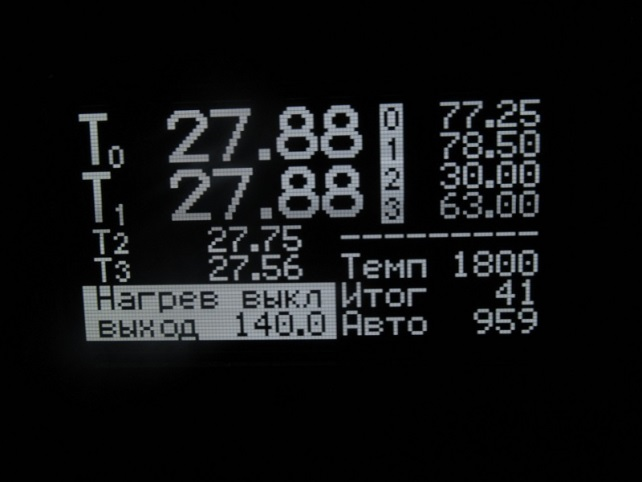 T0 27.88 0 77.25
1 78.50
T1 27.88 2 30.00
3 63.00
T2 27.75 ---------
T3 27.56 Темп 1800
Нагрев выкл Итог 41
выход 140.0 Авто 959